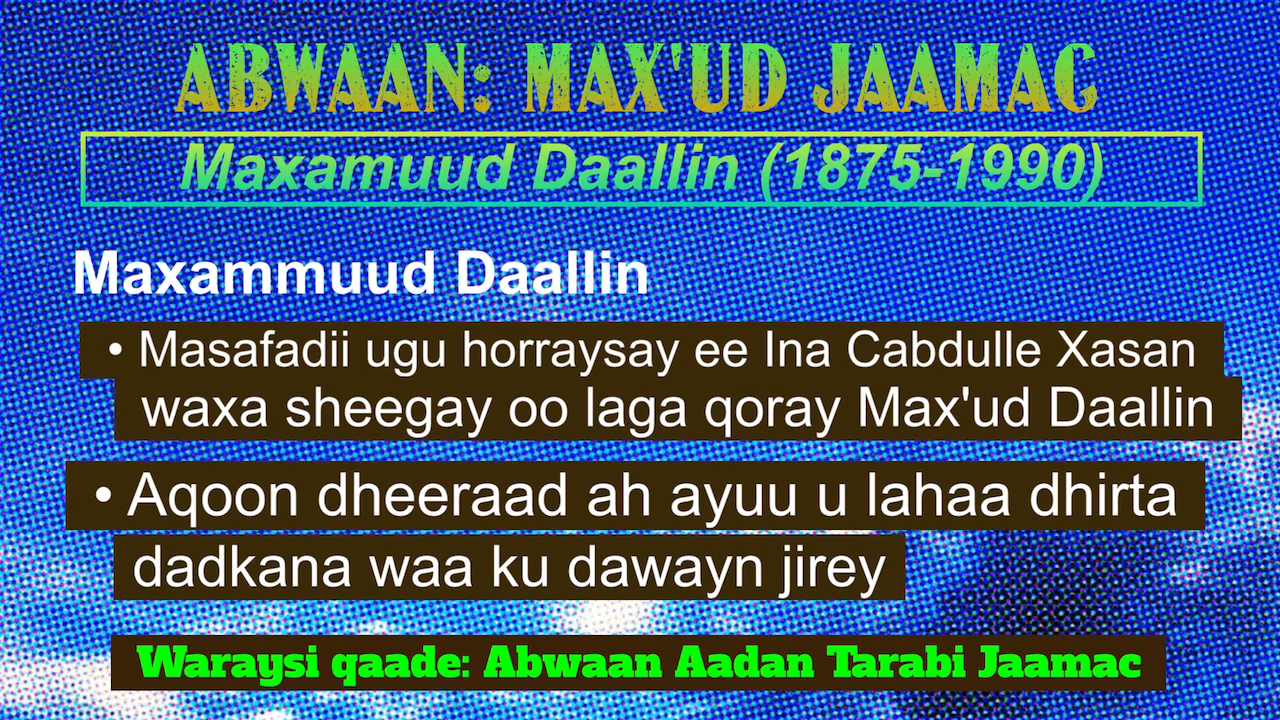 ABWAAN: MAX'UD JAAMAC
Maxamuud Daallin (1875-1990)
Maxammuud Daallin
• Masafadii ugu horraysay ee Ina Cabdulle Xasan
waxa sheegay oo laga qoray Max'ud Daallin
• Aqoon dheeraad ah ayuu u lahaa dhirta
dadkana waa ku dawayn jirey
Waraysi qaade: Abwaan Aadan Tarabi Jaamac